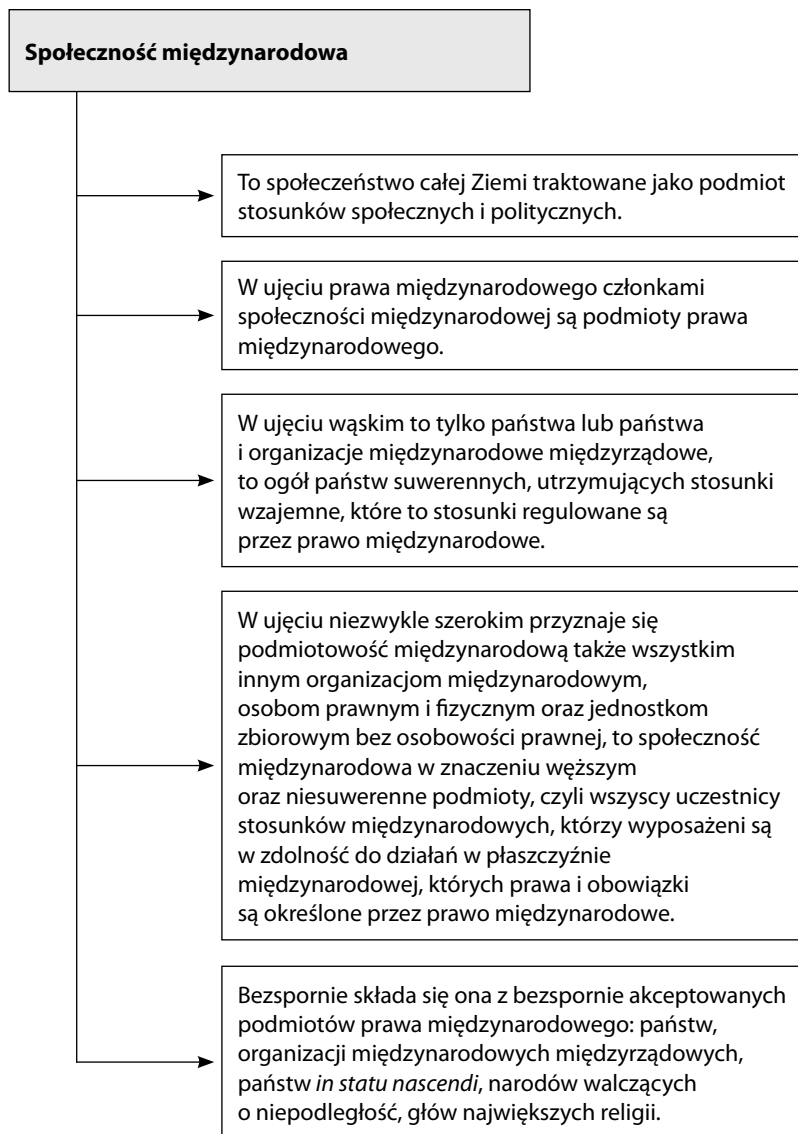 Społeczność międzynarodowa
To społeczeństwo całej Ziemi traktowane jako podmiot
stosunków społecznych i politycznych.
W ujęciu prawa międzynarodowego członkami
społeczności międzynarodowej są podmioty prawa
międzynarodowego.
W ujęciu wąskim to tylko państwa lub państwa
i organizacje międzynarodowe międzyrządowe,
to ogół państw suwerennych, utrzymujących stosunki
wzajemne, które to stosunki regulowane są
przez prawo międzynarodowe.
W ujęciu niezwykle szerokim przyznaje się
podmiotowość międzynarodową także wszystkim
innym organizacjom międzynarodowym,
osobom prawnym i fizycznym oraz jednostkom
zbiorowym bez osobowości prawnej, to społeczność
międzynarodowa w znaczeniu węższym
oraz niesuwerenne podmioty, czyli wszyscy uczestnicy
stosunków międzynarodowych, którzy wyposażeni są
w zdolność do działań w płaszczyźnie
międzynarodowej, których prawa i obowiązki
są określone przez prawo międzynarodowe.
Bezspornie składa się ona z bezspornie akceptowanych
podmiotów prawa międzynarodowego: państw,
organizacji międzynarodowych międzyrządowych,
państw in statu nascendi, narodów walczących
o niepodległość, głów największych religii.